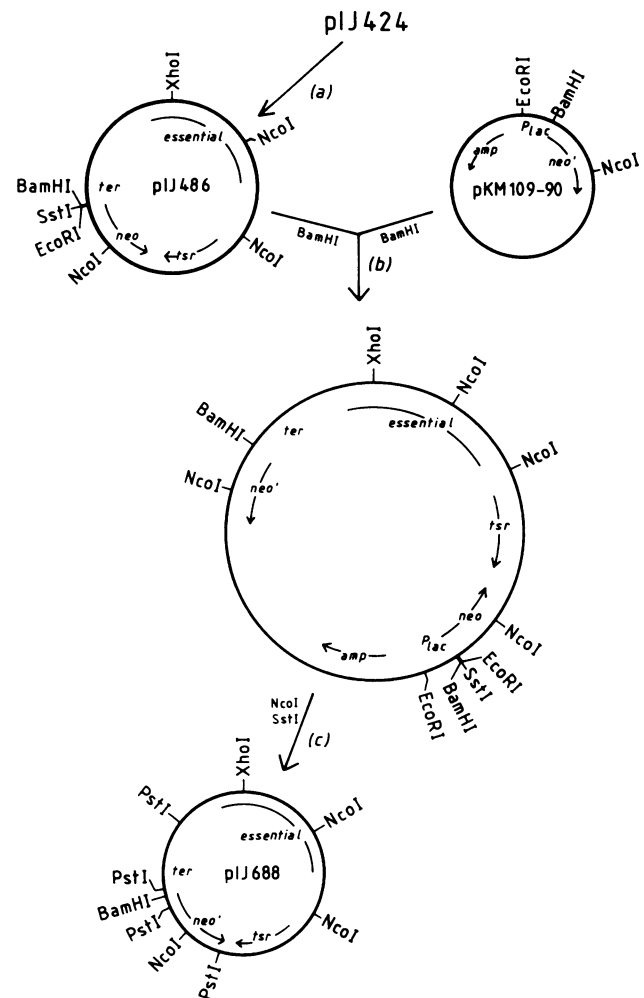 pIJ424
(a)
XhoI
NcoI
essential
BamHI
ter
pIJ486
SstI
EcoRI
neo
tsr
NcoI
NcoI
EcoRI
BamHI
Plac
amp
neo'
NcoI
pKM109-90
BamHI
BamHI
(b)
XhoI
NcoI
essential
BamHI
ter
NcoI
NcoI
neo'
tsr
neo
NcoI
Plac
amp
EcoRI
SstI
BamHI
EcoRI
NcoI
SstI
(c)
XhoI
PstI
NcoI
essential
ter
pIJ688
PstI
BamHI
PstI
neo'
tsr
NcoI
NcoI
PstI